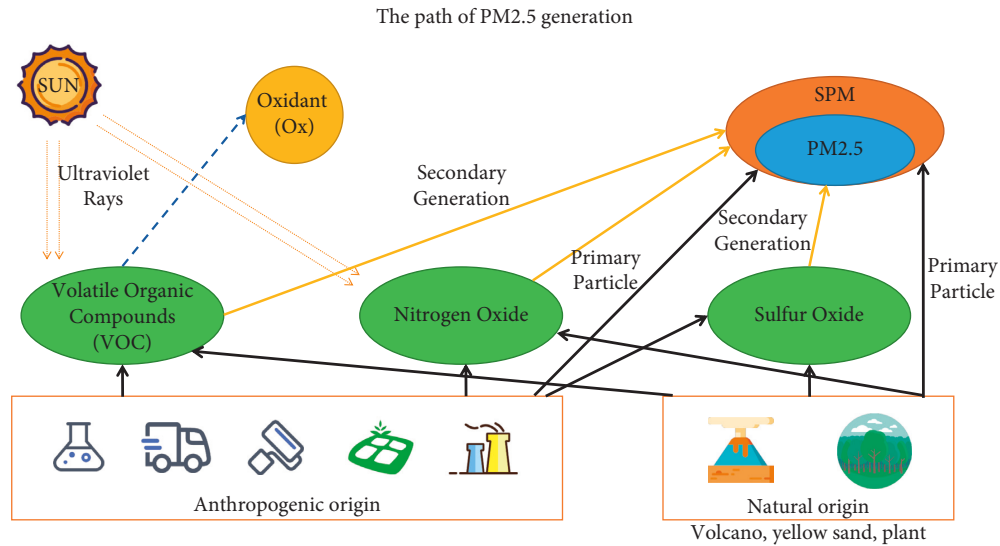 The path of PM2.5 generation
SUN
Oxidant
(Ox)
SPM
PM2.5
Ultraviolet
Rays
Secondary
Generation
Secondary
Generation
Primary
Particle
Primary
Particle
Volatile Organic
Compounds
(VOC)
Nitrogen Oxide
Sulfur Oxide
Anthropogenic origin
Natural origin
Volcano, yellow sand, plant